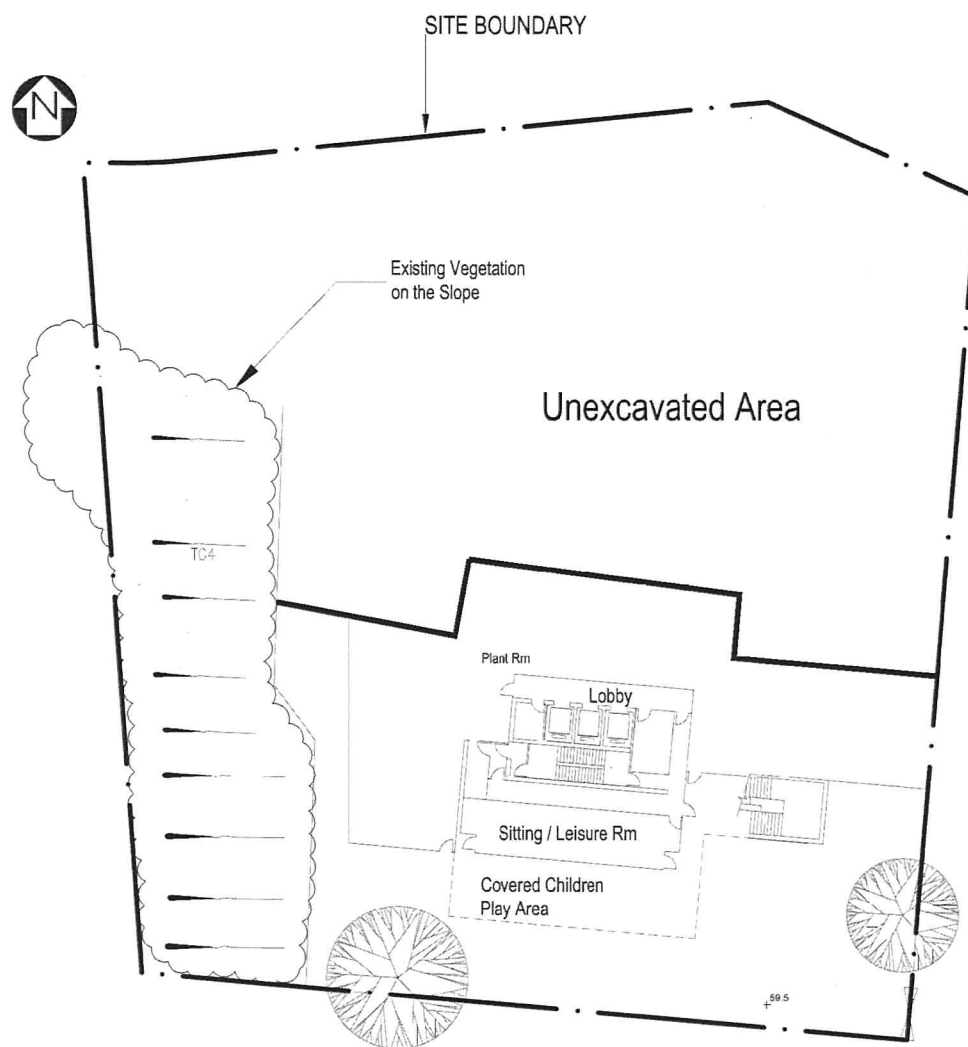 SITE BOUNDARY
N
Existing Vegetation
on the Slope
Unexcavated Area
TC4
Plant Rm
Lobby
Sitting / Leisure Rm
Covered Children
Play Area
59.5